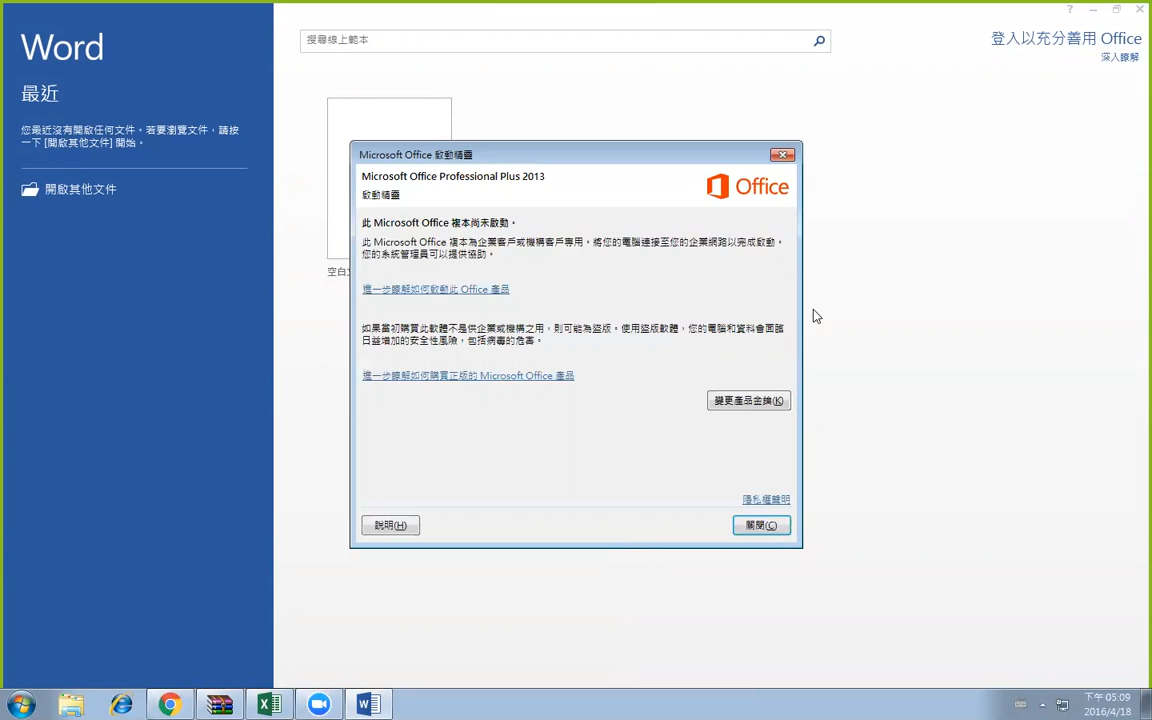 Word
最近
您最近沒有開啟任何文件。若要瀏覽文件，請按
一下 [開啟其他文件] 開始。
開啟其他文件
搜尋線上範本
?
登入以充分善用 Office
深入瞭解
空白
Microsoft Office 啟動精靈
Microsoft Office Professional Plus 2013
啟動精靈
Office
此 Microsoft Office 複本尚未啟動。
此 Microsoft Office 複本為企業客戶或機構客戶專用，將您的電腦連接至您的企業網路以完成啟動，
您的系統管理員可以提供協助。
進一步瞭解如何啟動此 Office 產品
如果當初購買此軟體不是供企業或機構之用，則可能為盜版。使用盜版軟體，您的電腦和資料會面臨
日益增加的安全性風險，包括病毒的危害。
進一步瞭解如何購買正版的 Microsoft Office 產品
變更產品金鑰(K)
隱私權聲明
說明(H)
關閉(C)
下午 05:09
2016/4/18